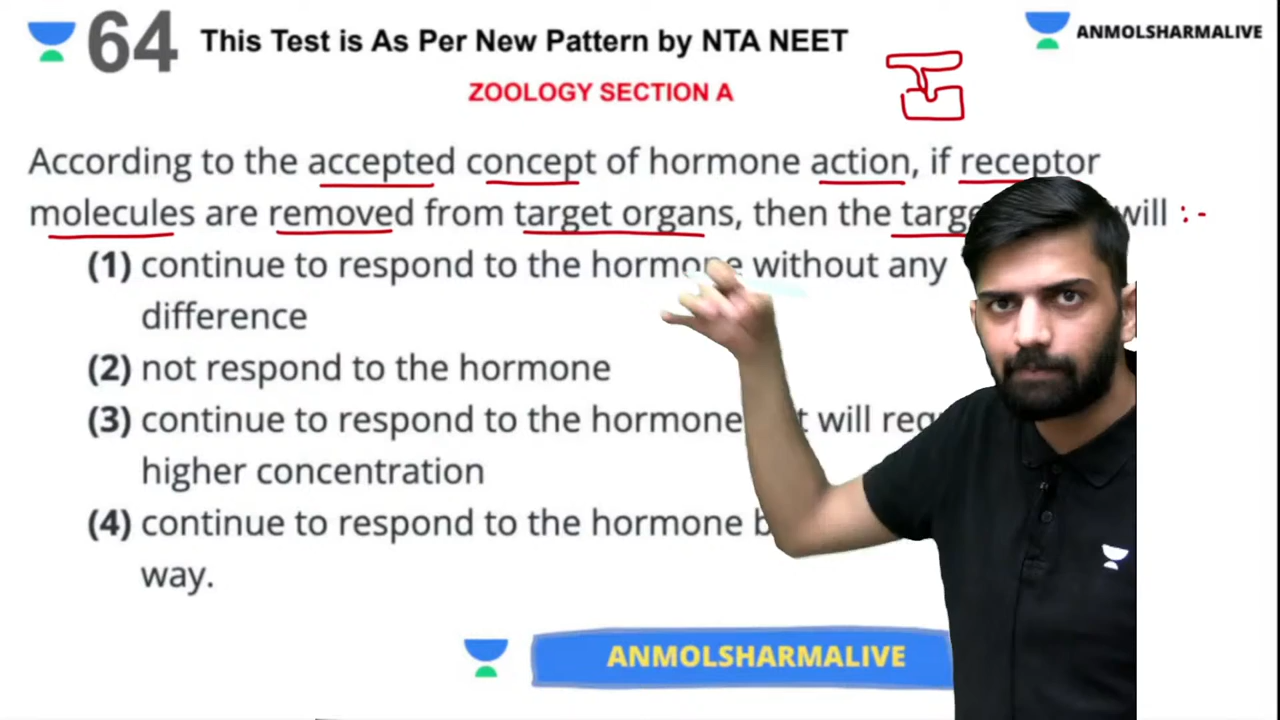 64 This Test is As Per New Pattern by NTA NEET
ANMOLSHARMALIVE
ZOOLOGY SECTION A
According to the accepted concept of hormone action, if receptor
molecules are removed from target organs, then the will :-
(1) continue to respond to the hormone without any
difference
(2) not respond to the hormone
(3) continue to respond to the hormone will
higher concentration
(4) continue to respond to the hormone
way.
ANMOLSHARMALIVE